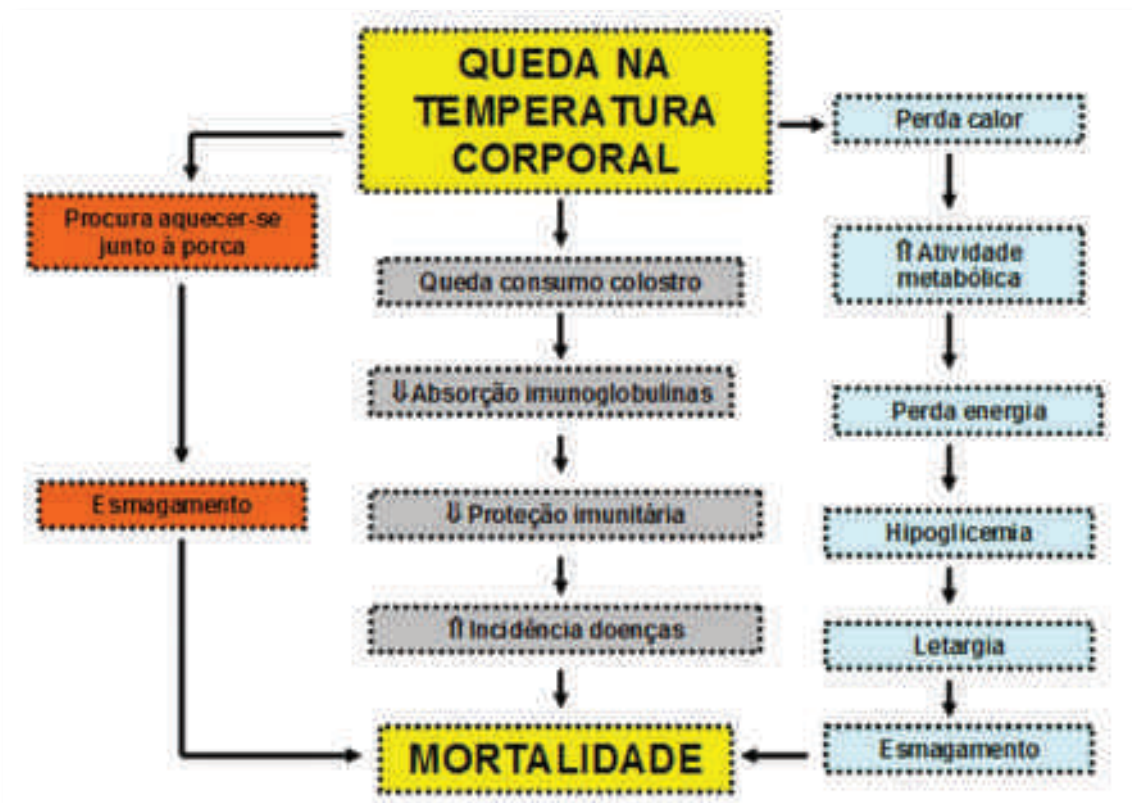 QUEDA NA
TEMPERATURA
CORPORAL
Procura aquecer-se
junto à porca
Esmagamento
Queda consumo colostro
⇓ Absorção imunoglobulinas
⇓ Proteção imunitária
⇑ Incidência doenças
MORTALIDADE
Perda calor
⇑ Atividade
metabólica
Perda energia
Hipoglicemia
Letargia
Esmagamento